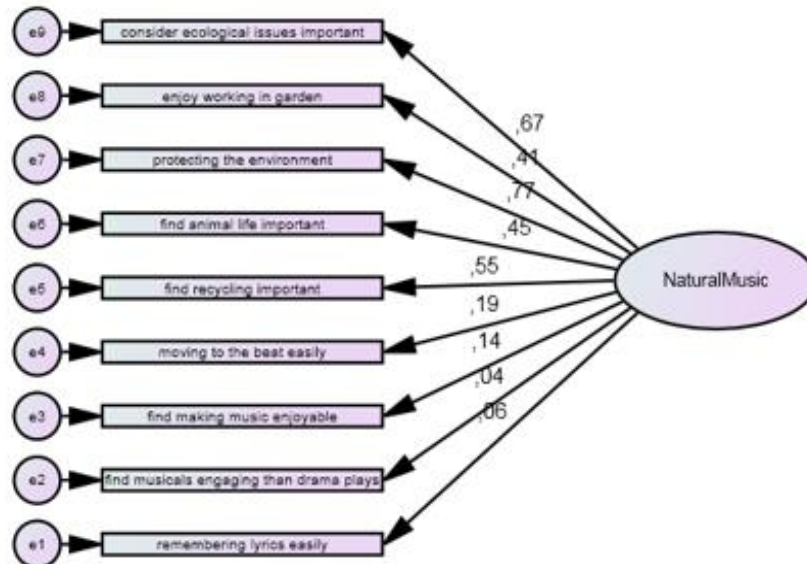 e9 consider ecological issues important
,67
e8 enjoy working in garden
,41
e7 protecting the environment
,77
e6 find animal life important
,45
e5 find recycling important
,55
NaturalMusic
e4 moving to the beat easily
,19
e3 find making music enjoyable
,14
e2 find musicals engaging than drama plays
,04
e1 remembering lyrics easily
,06